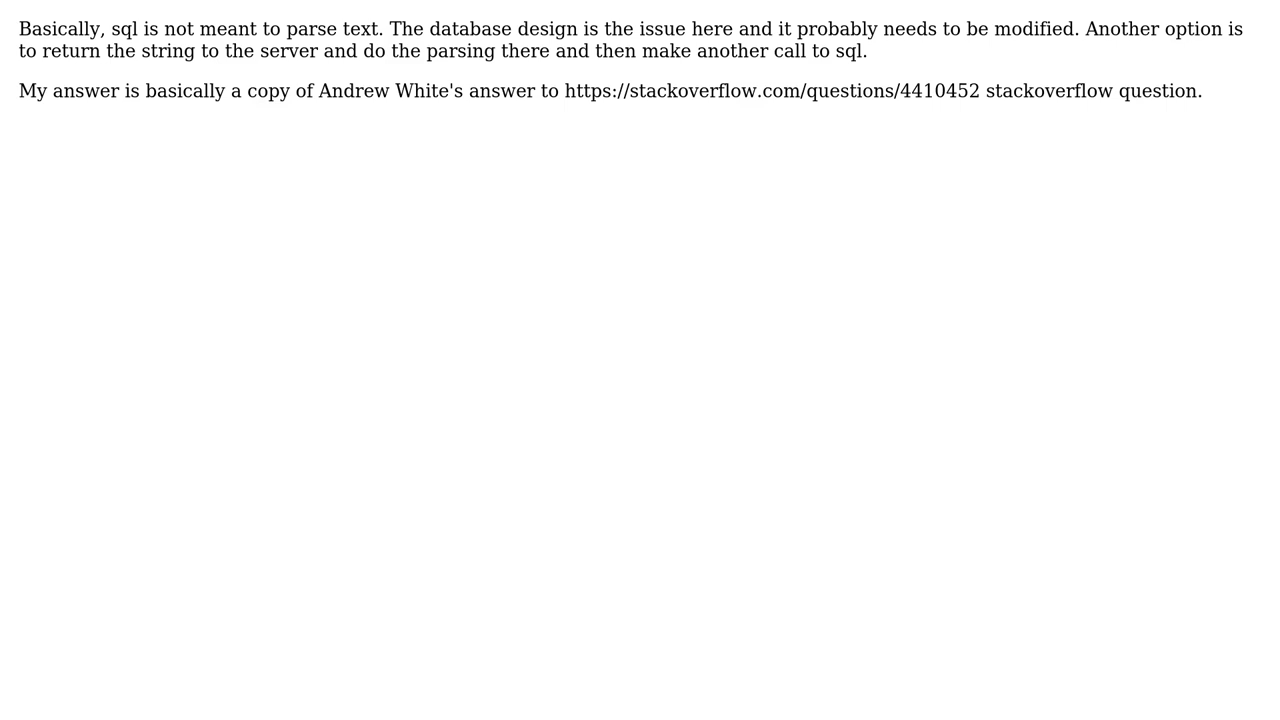 Basically, sql is not meant to parse text. The database design is the issue here and it probably needs to be modified. Another option is
to return the string to the server and do the parsing there and then make another call to sql.
My answer is basically a copy of Andrew White's answer to https://stackoverflow.com/questions/4410452 stackoverflow question.